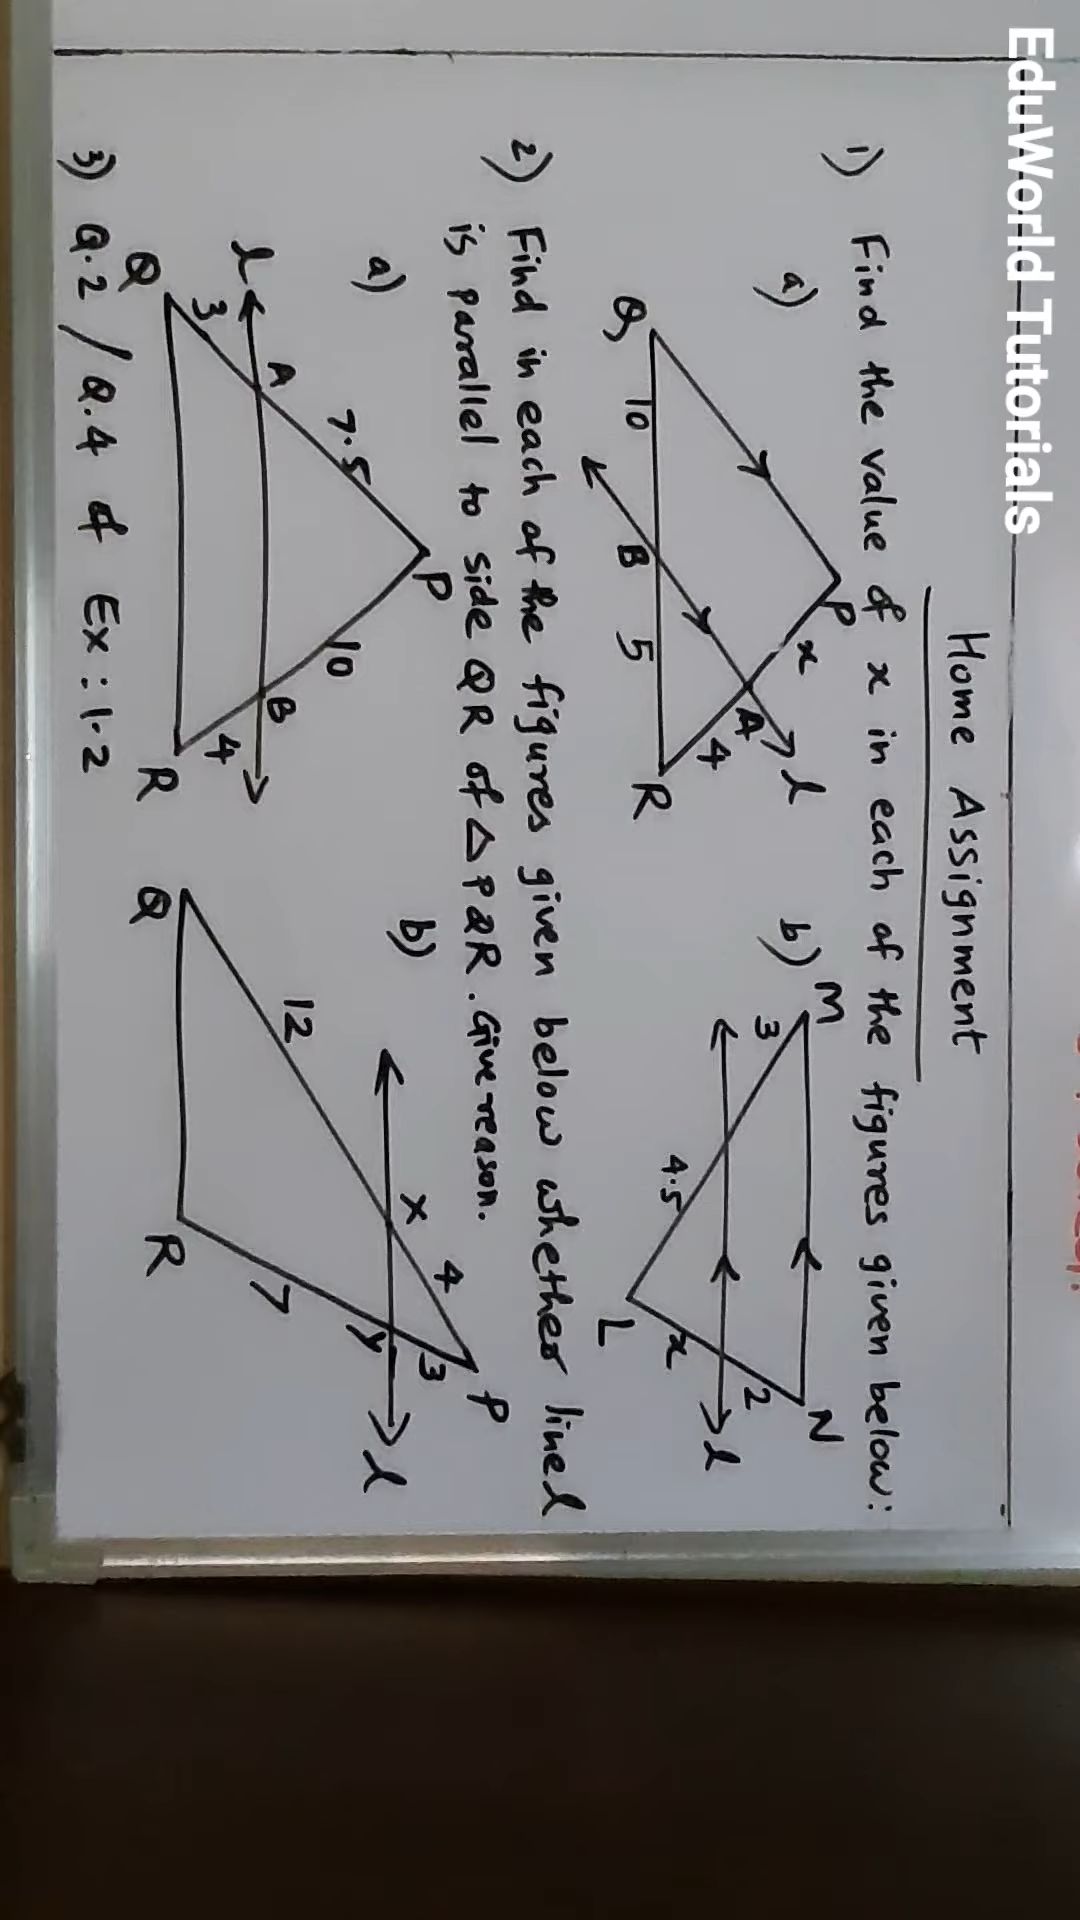 EduWorld Tutorials
Home Assignment
1) Find the value of x in each of the figures given below:
a)
P
x
A
l
4
Q
10
B
5
R
b)
M
N
3
2
l
4.5
x
L
2) Find in each of the figures given below whether line l
is parallel to side QR of △PQR. Give reason.
a)
P
7.5
10
l
A
B
3
4
Q
R
b)
P
4
3
X
Y
l
12
7
Q
R
3) Q.2 / Q.4 of Ex: 1.2